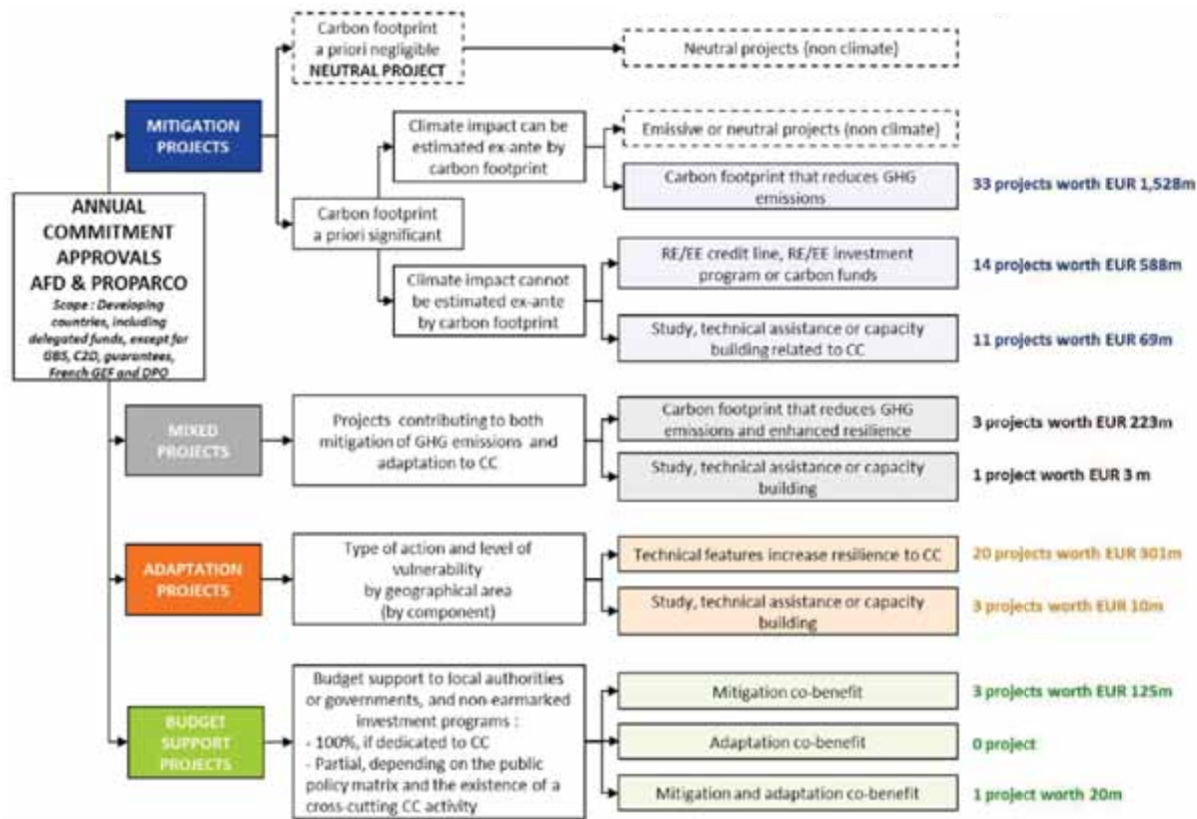 Carbon footprint
a priori negligible
NEUTRAL PROJECT
Neutral projects (non climate)
MITIGATION
PROJECTS
Climate impact can be
estimated ex-ante by
carbon footprint
Emissive or neutral projects (non climate)
Carbon footprint that reduces GHG
emissions
33 projects worth EUR 1,528m
ANNUAL
COMMITMENT
APPROVALS
AFD & PROPARCO
Scope : Developing
countries, including
delegated funds, except for
GBS, C2D, guarantees,
French GEF and DPO
Carbon footprint
a priori significant
Climate impact cannot
be estimated ex-ante
by carbon footprint
RE/EE credit line, RE/EE investment
program or carbon funds
14 projects worth EUR 588m
Study, technical assistance or capacity
building related to CC
11 projects worth EUR 69m
MIXED
PROJECTS
Projects contributing to both
mitigation of GHG emissions and
adaptation to CC
Carbon footprint that reduces GHG
emissions and enhanced resilience
3 projects worth EUR 223m
Study, technical assistance or capacity
building
1 project worth EUR 3 m
ADAPTATION
PROJECTS
Type of action and level of
vulnerability
by geographical area
(by component)
Technical features increase resilience to CC
20 projects worth EUR 301m
Study, technical assistance or capacity
building
3 projects worth EUR 10m
BUDGET
SUPPORT
PROJECTS
Budget support to local authorities
or governments, and non-earmarked
investment programs :
- 100%, if dedicated to CC
- Partial, depending on the public
policy matrix and the existence of a
cross-cutting CC activity
Mitigation co-benefit
3 projects worth EUR 125m
Adaptation co-benefit
0 project
Mitigation and adaptation co-benefit
1 project worth 20m